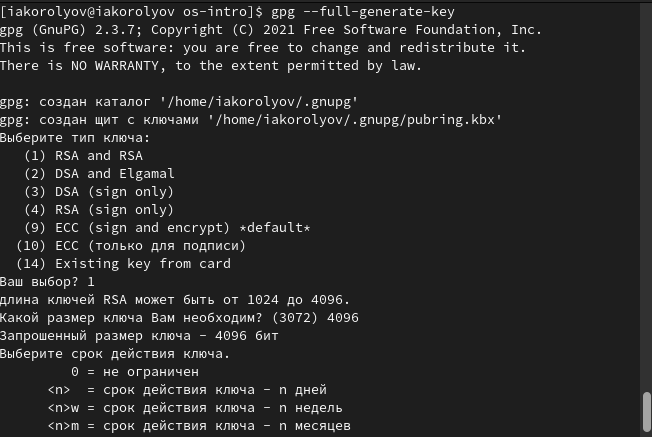 [iakorolyov@iakorolyov os-intro]$ gpg --full-generate-key
gpg (GnuPG) 2.3.7; Copyright (C) 2021 Free Software Foundation, Inc.
This is free software: you are free to change and redistribute it.
There is NO WARRANTY, to the extent permitted by law.

gpg: создан каталог '/home/iakorolyov/.gnupg'
gpg: создан щит с ключами '/home/iakorolyov/.gnupg/pubring.kbx'
Выберите тип ключа:
   (1) RSA and RSA
   (2) DSA and Elgamal
   (3) DSA (sign only)
   (4) RSA (sign only)
   (9) ECC (sign and encrypt) *default*
  (10) ECC (только для подписи)
  (14) Existing key from card
Ваш выбор? 1
длина ключей RSA может быть от 1024 до 4096.
Какой размер ключа Вам необходим? (3072) 4096
Запрошенный размер ключа - 4096 бит
Выберите срок действия ключа.
         0 = не ограничен
      <n>  = срок действия ключа - n дней
      <n>w = срок действия ключа - n недель
      <n>m = срок действия ключа - n месяцев